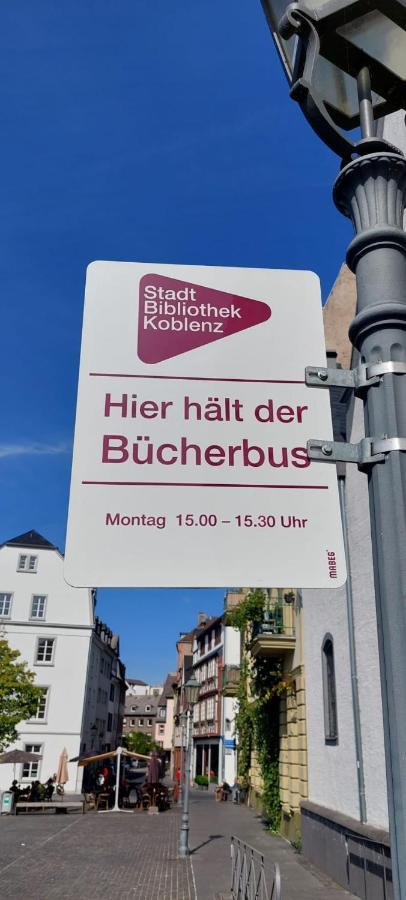 Stadt
Bibliothek
Koblenz
Hier hält der
Bücherbus
Montag 15.00 – 15.30 Uhr
MABEG